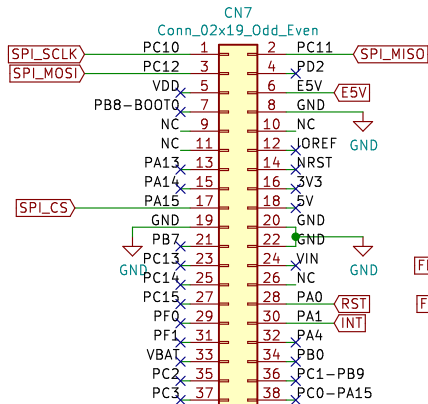 CN7
Conn_02x19_Odd_Even
SPI_SCLK PC10 1 2 PC11 SPI_MISO
SPI_MOSI PC12 3 4 PD2
VDD 5 6 E5V E5V
PB8-BOOT0 7 8 GND
NC 9 10 NC
GND
NC 11 12 IOREF
PA13 13 14 NRST
PA14 15 16 3V3
SPI_CS PA15 17 18 5V
GND 19 20 GND
PB7 21 22 GND
GND PC13 23 24 VIN GND
PC14 25 26 NC
PC15 27 28 PA0 RST
PF0 29 30 PA1 INT
PF1 31 32 PA4
VBAT 33 34 PB0
PC2 35 36 PC1-PB9
PC3 37 38 PC0-PA15